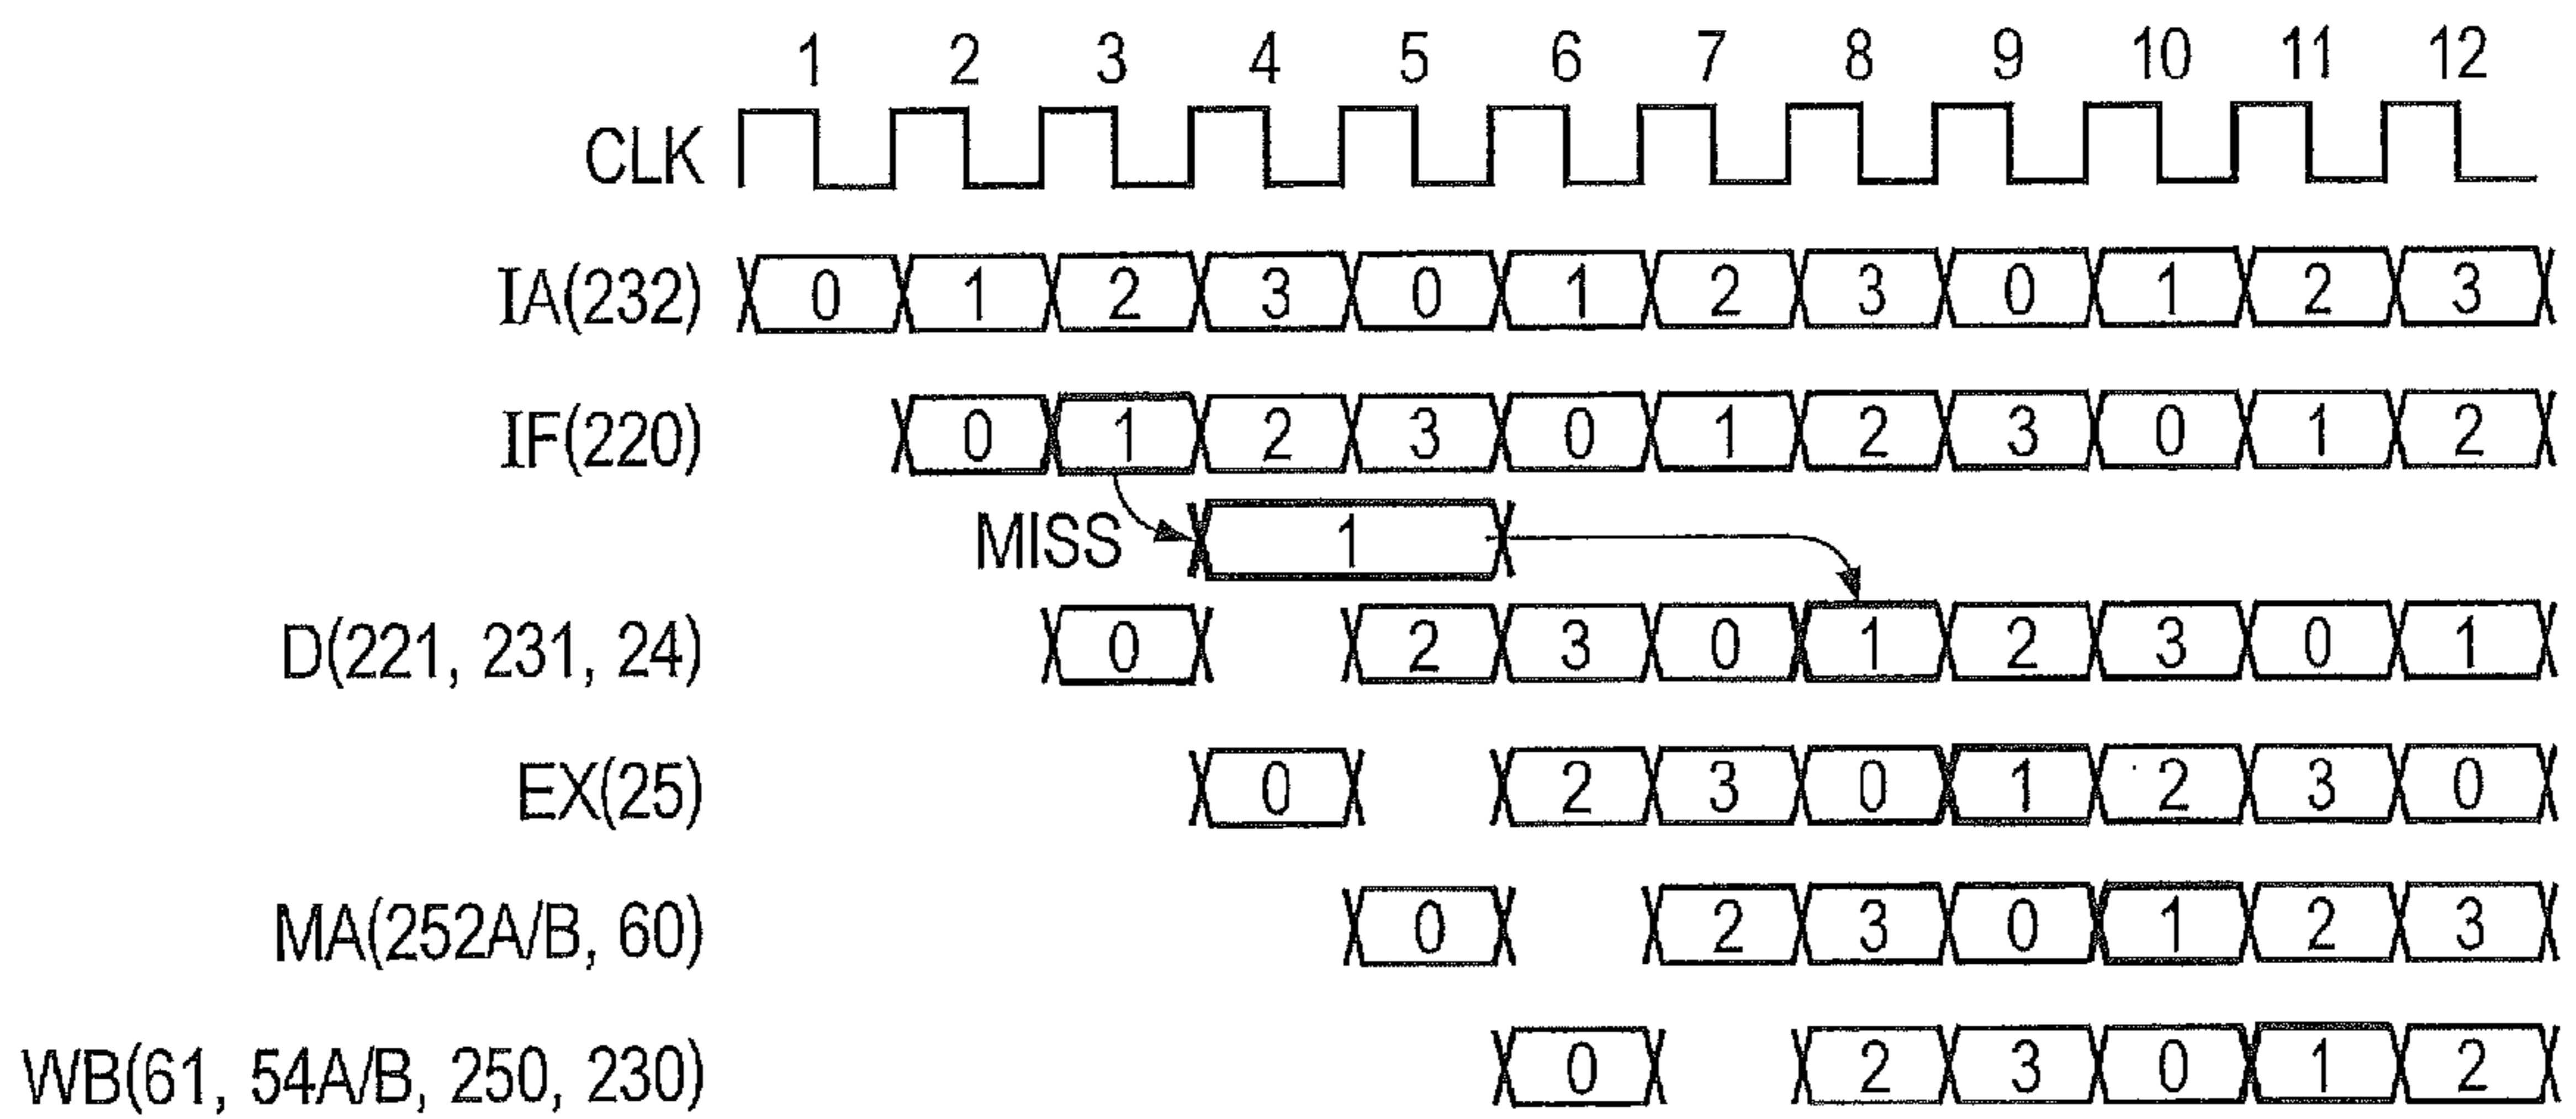 1 2 3 4 5 6 7 8 9 10 11 12
CLK
IA(232) 0 1 2 3 0 1 2 3 0 1 2 3
IF(220) 0 1 2 3 0 1 2 3 0 1 2
MISS 1
D(221, 231, 24) 0 2 3 0 1 2 3 0 1
EX(25) 0 2 3 0 1 2 3 0
MA(252A/B, 60) 0 2 3 0 1 2 3
WB(61, 54A/B, 250, 230) 0 2 3 0 1 2